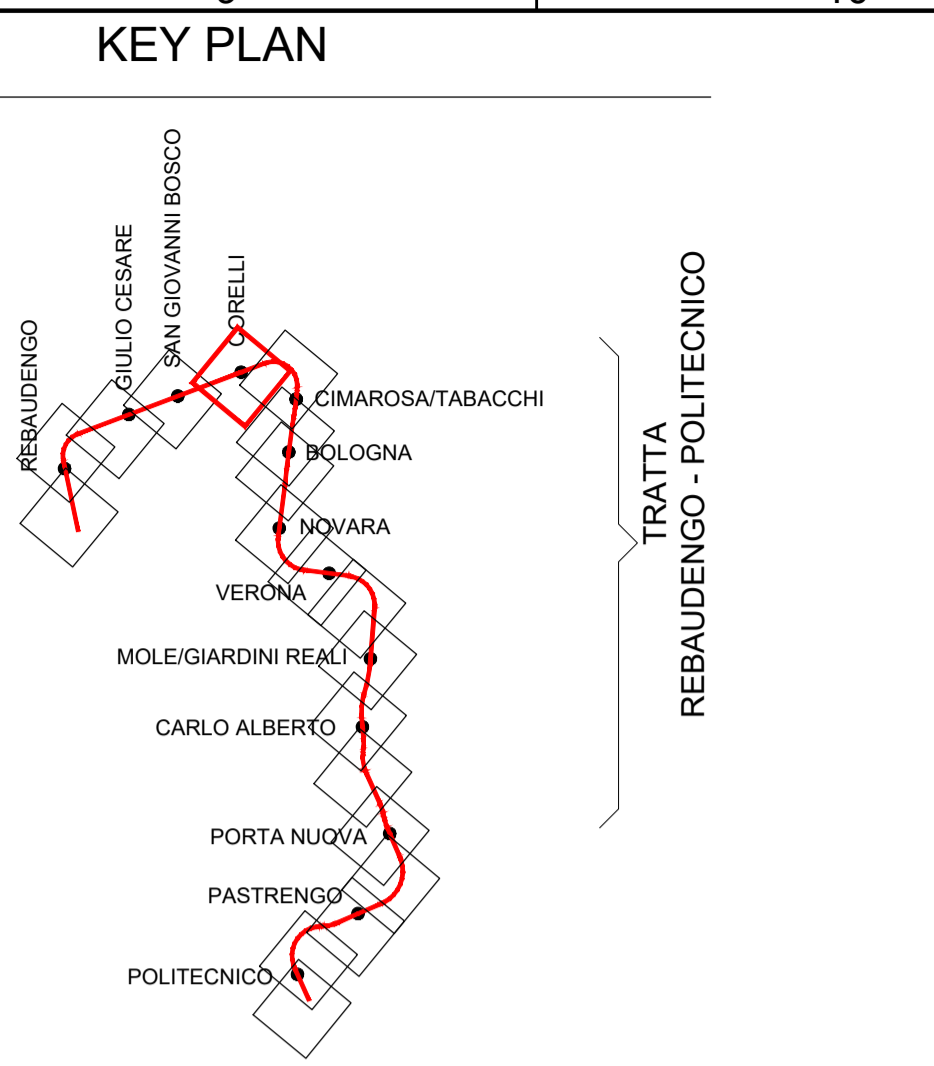 KEY PLAN
REBAUDENGO
GIULIO CESARE
SAN GIOVANNI BOSCO
CORELLI
CIMAROSA/TABACCHI
BOLOGNA
NOVARA
VERONA
MOLE/GIARDINI REALI
CARLO ALBERTO
PORTA NUOVA
PASTRENGO
POLITECNICO
TRATTA
REBAUDENGO - POLITECNICO